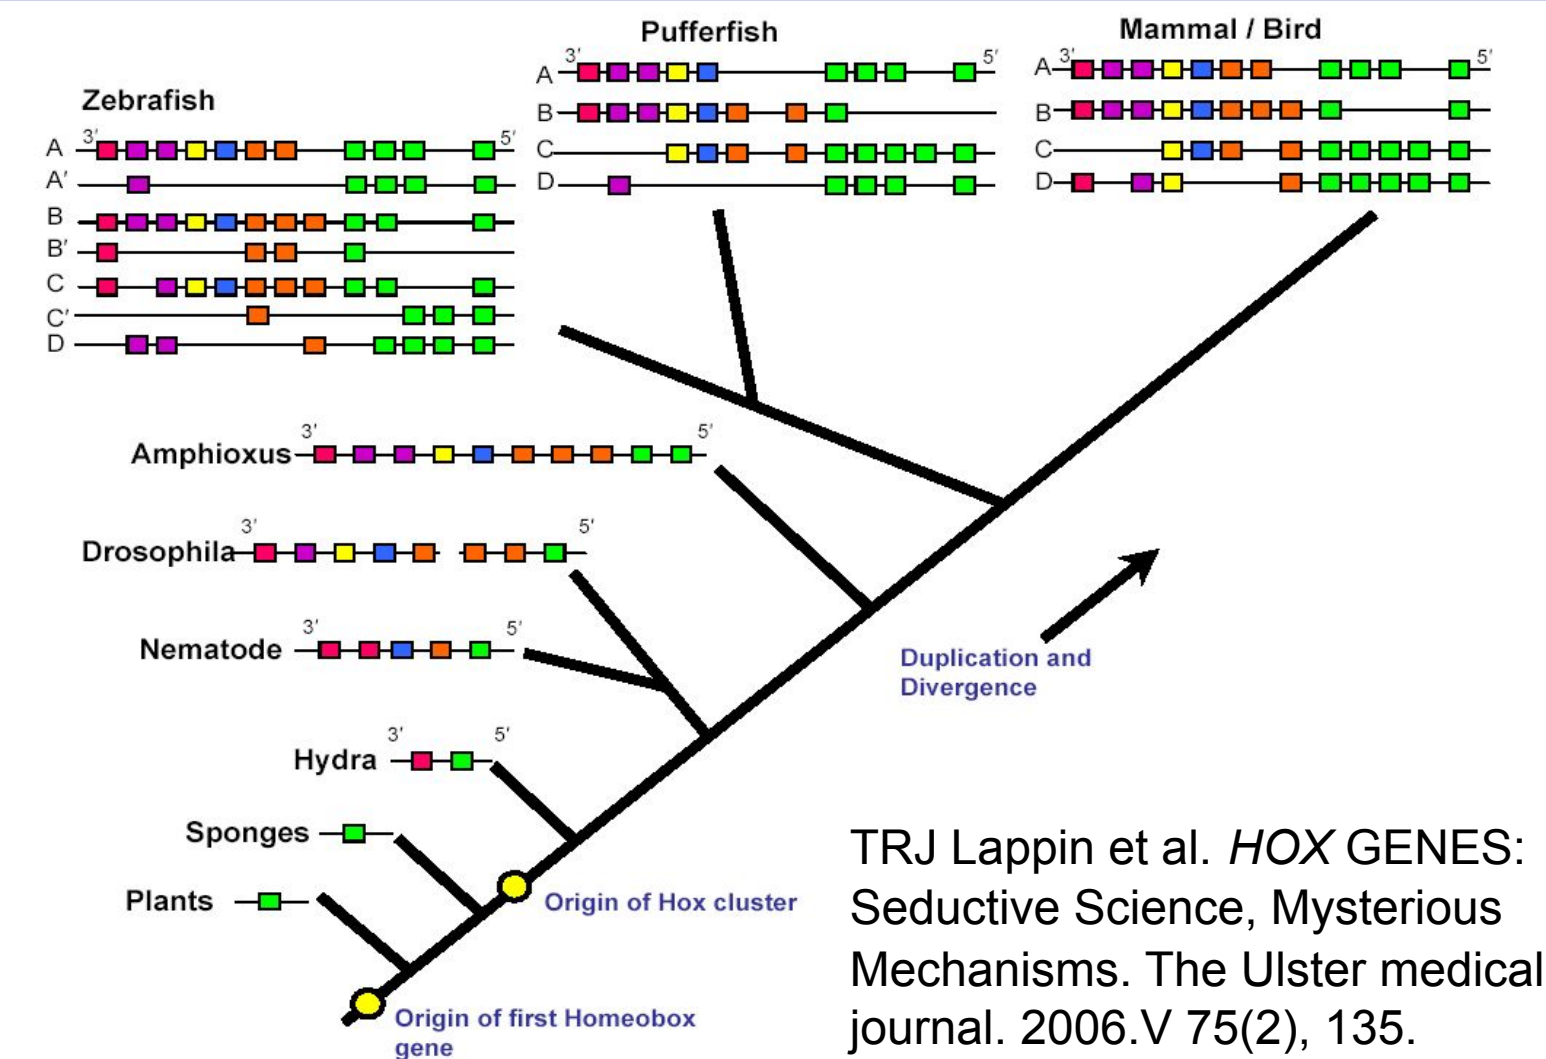 Zebrafish
3′ 5′
A
A′
B
B′
C
C′
D
Pufferfish
3′ 5′
A
B
C
D
Mammal / Bird
3′ 5′
A
B
C
D
3′ 5′
Amphioxus
3′ 5′
Drosophila
3′ 5′
Nematode
3′ 5′
Hydra
Sponges
Plants
Duplication and
Divergence
Origin of Hox cluster
Origin of first Homeobox
gene
TRJ Lappin et al. HOX GENES:
Seductive Science, Mysterious
Mechanisms. The Ulster medical
journal. 2006.V 75(2), 135.